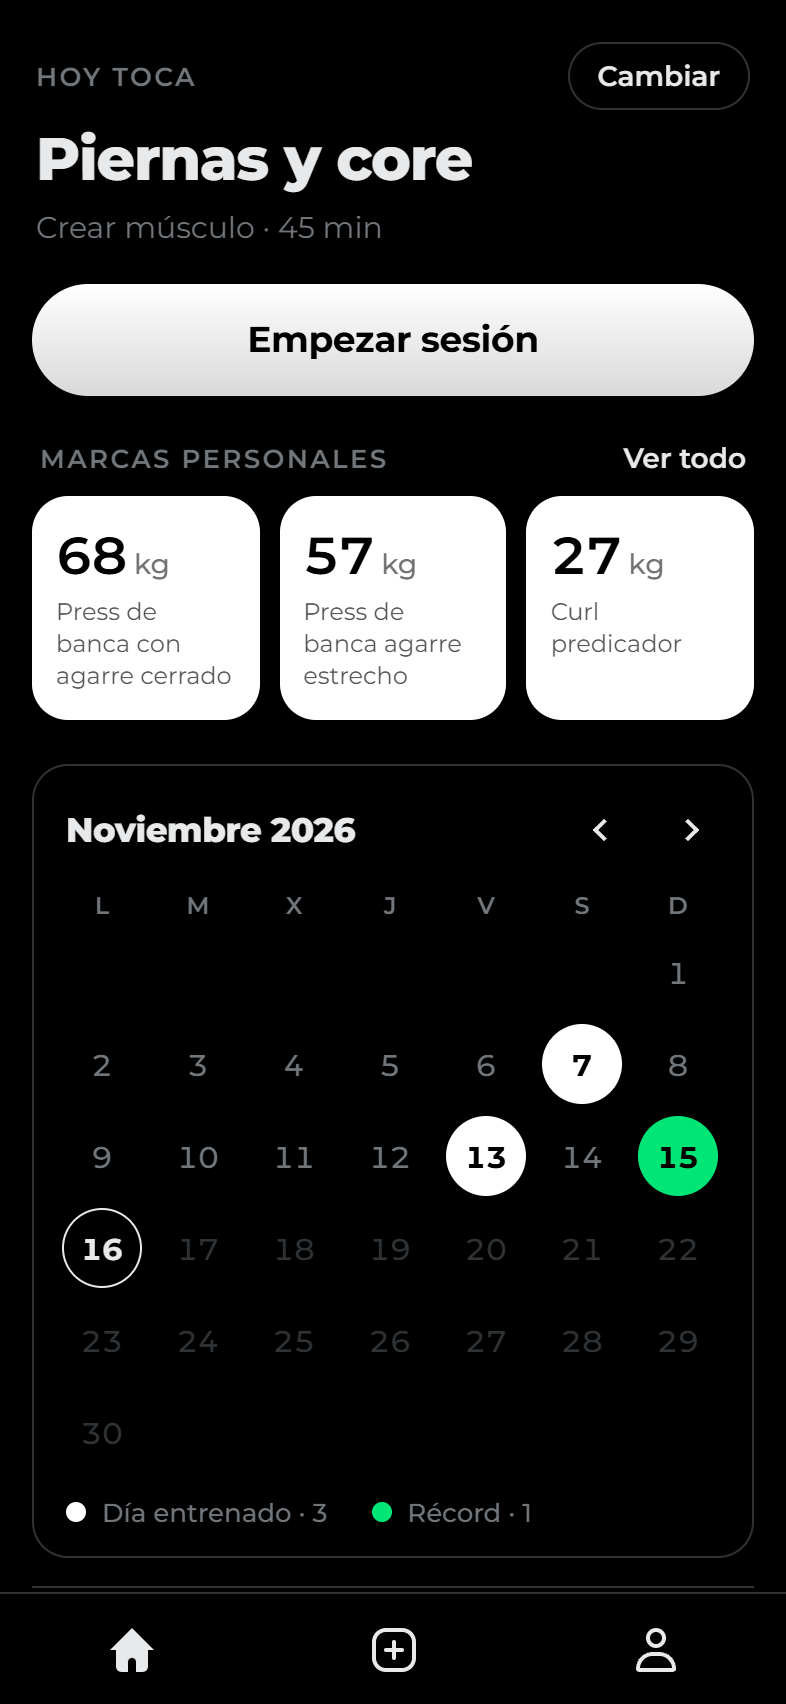 HOY TOCA
Cambiar
Piernas y core
Crear músculo · 45 min
Empezar sesión
MARCAS PERSONALES
Ver todo
68 kg
Press de
banca con
agarre cerrado
57 kg
Press de
banca agarre
estrecho
27 kg
Curl
predicador
Noviembre 2026
L M X J V S D
1
2 3 4 5 6 7 8
9 10 11 12 13 14 15
16 17 18 19 20 21 22
23 24 25 26 27 28 29
30
Día entrenado · 3
Récord · 1